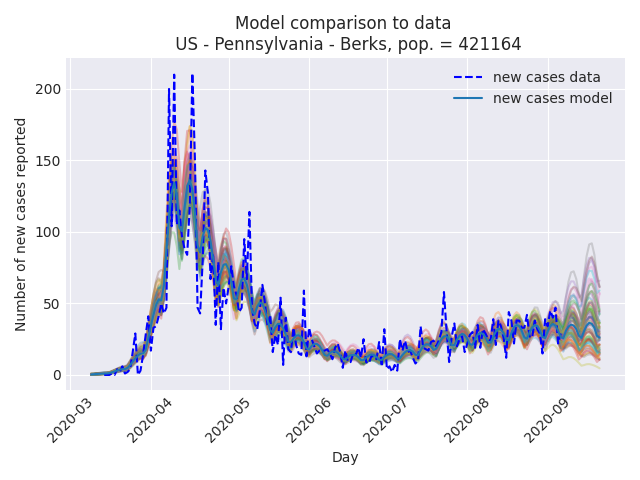 Model comparison to data
US - Pennsylvania - Berks, pop. = 421164
new cases data
new cases model
Number of new cases reported
200
150
100
50
0
2020-03
2020-04
2020-05
2020-06
2020-07
2020-08
2020-09
Day